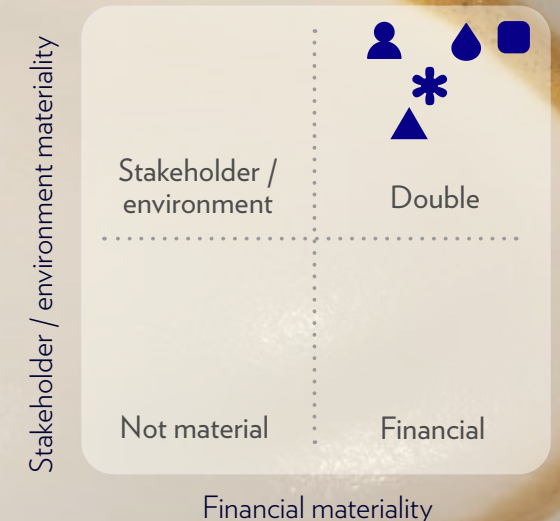 Stakeholder / environment materiality
Stakeholder /
environment
Double
Not material
Financial
Financial materiality